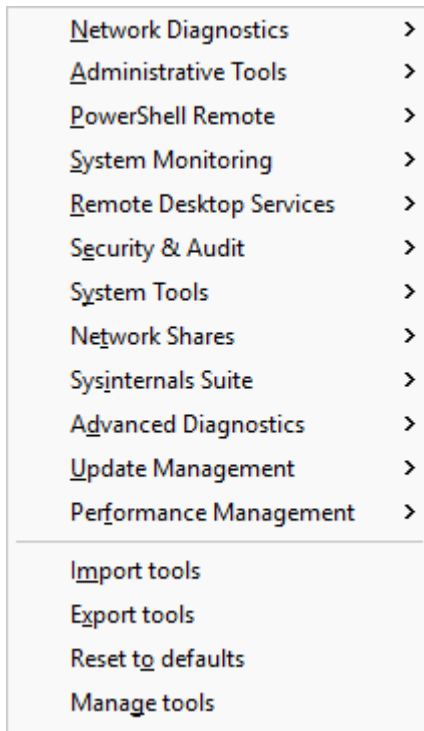 Network Diagnostics
Administrative Tools
PowerShell Remote
System Monitoring
Remote Desktop Services
Security & Audit
System Tools
Network Shares
Sysinternals Suite
Advanced Diagnostics
Update Management
Performance Management
Import tools
Export tools
Reset to defaults
Manage tools